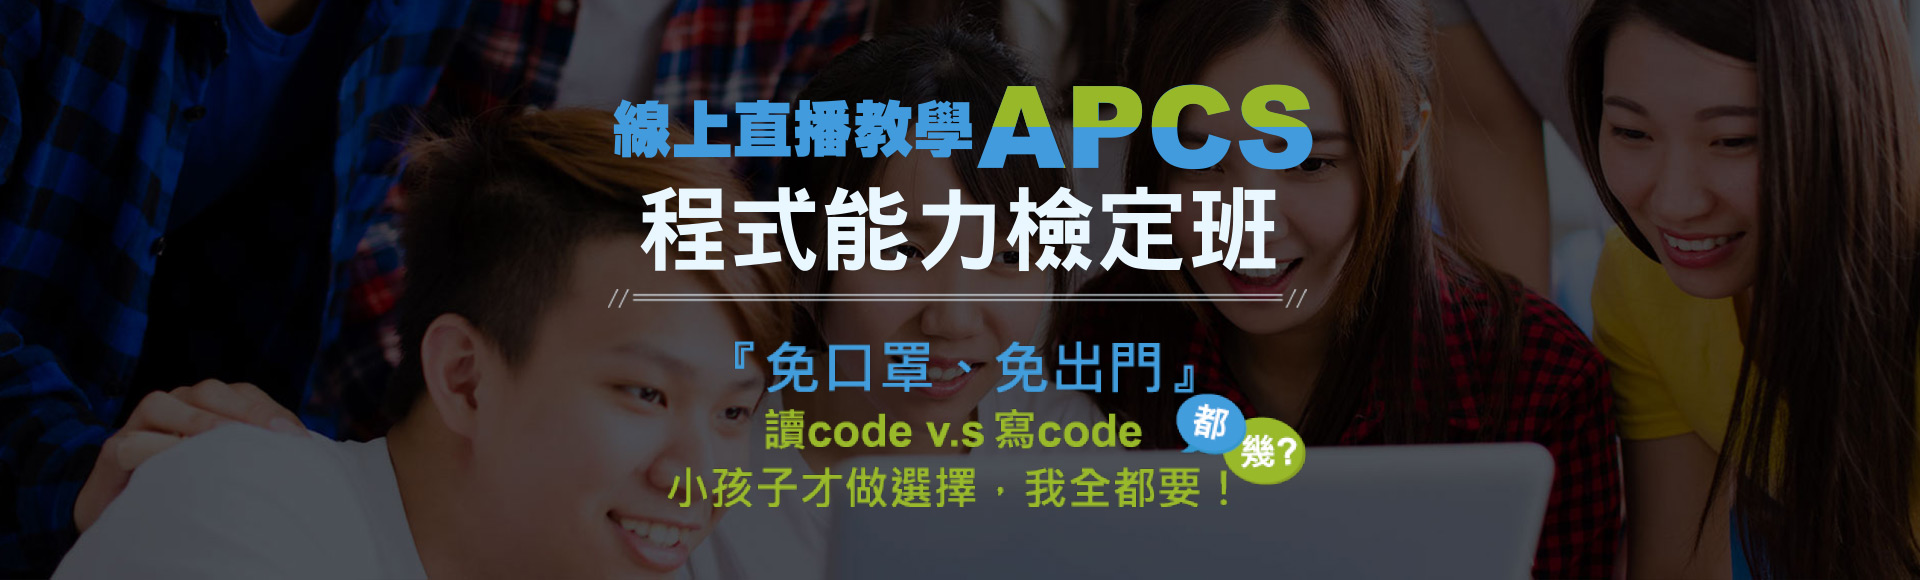 線上直播教學APCS
程式能力檢定班
『免口罩、免出門』
讀code v.s 寫code
都
幾?
小孩子才做選擇，我全都要！